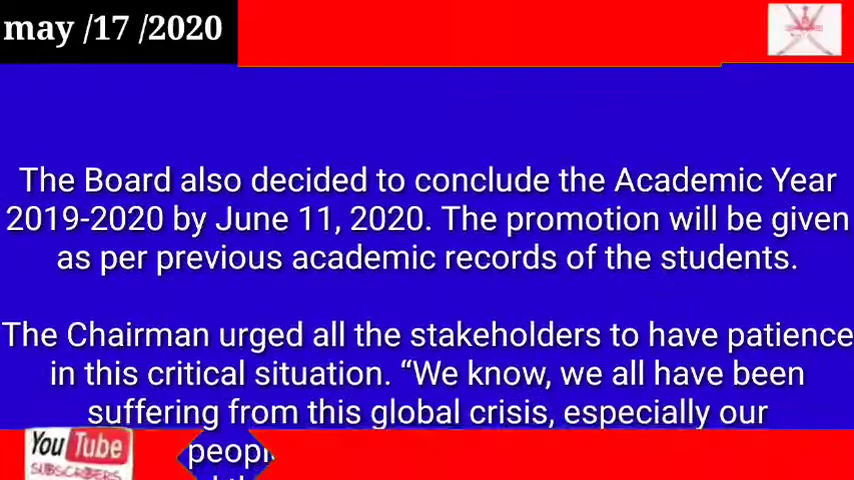 may /17 /2020
The Board also decided to conclude the Academic Year
2019-2020 by June 11, 2020. The promotion will be given
as per previous academic records of the students.
The Chairman urged all the stakeholders to have patience
in this critical situation. “We know, we all have been
suffering from this global crisis, especially our
You Tube
SUBSCRIBERS